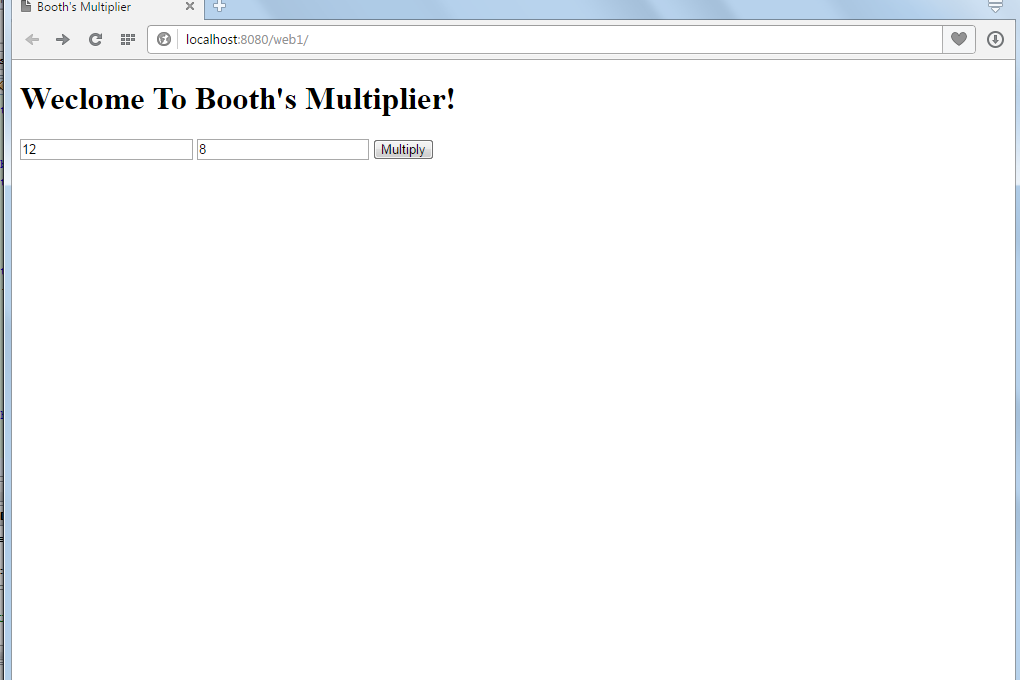 Booth's Multiplier
localhost:8080/web1/
Weclome To Booth's Multiplier!
12 8 Multiply